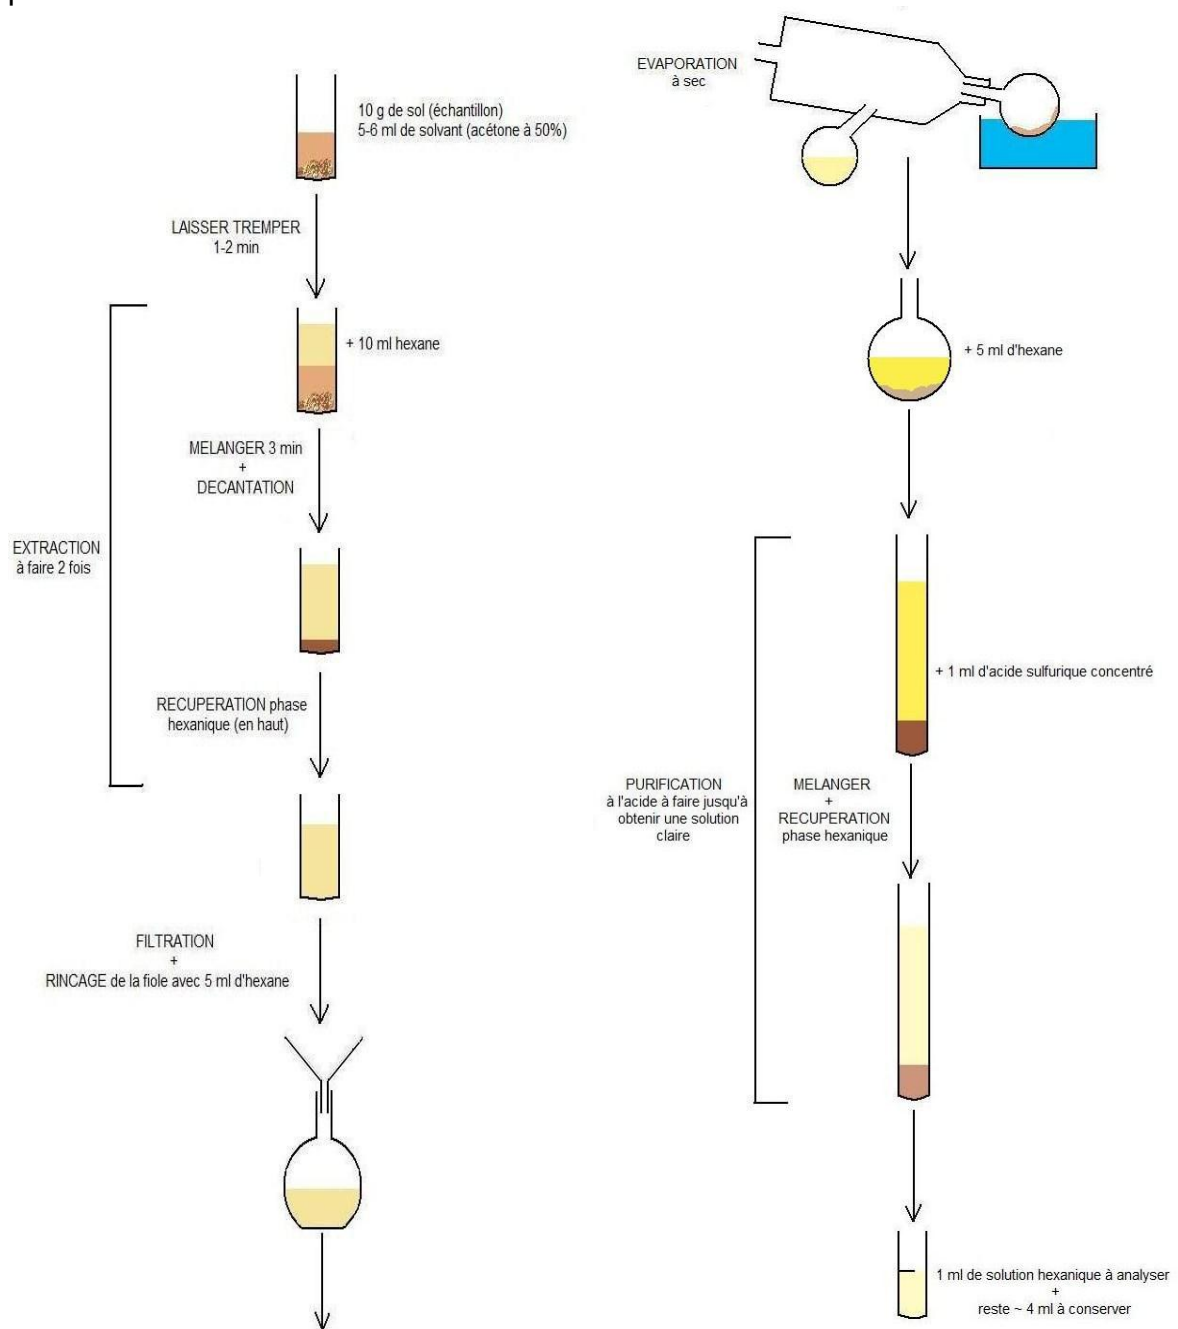 10 g de sol (échantillon)
5-6 ml de solvant (acétone à 50%)
LAISSER TREMPER
1-2 min
+ 10 ml hexane
MELANGER 3 min
+
DECANTATION
EXTRACTION
à faire 2 fois
RECUPERATION phase
hexanique (en haut)
FILTRATION
+
RINCAGE de la fiole avec 5 ml d'hexane
EVAPORATION
à sec
+ 5 ml d'hexane
+ 1 ml d'acide sulfurique concentré
PURIFICATION
à l'acide à faire jusqu'à
obtenir une solution
claire
MELANGER
+
RECUPERATION
phase hexanique
1 ml de solution hexanique à analyser
+
reste ~ 4 ml à conserver